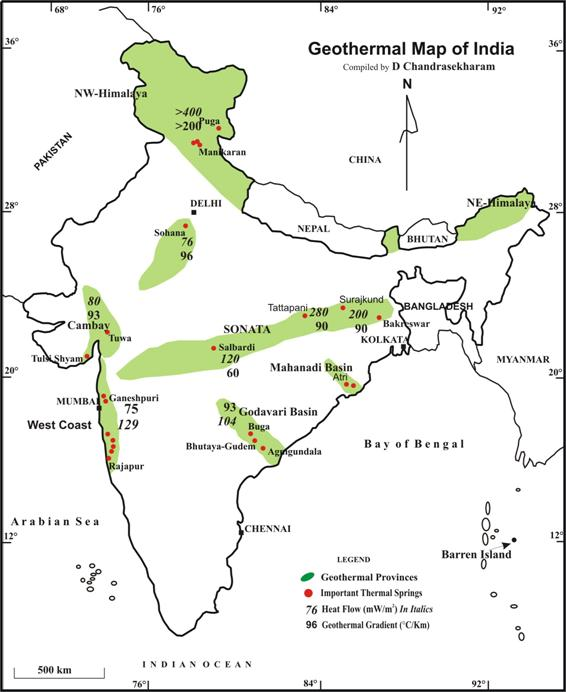 68°
76°
84°
92°
36°
Geothermal Map of India
Compiled by D Chandrasekharam
N
NW-Himalaya
>400
>200
Puga
Manikaran
PAKISTAN
CHINA
28°
28°
DELHI
NE-Himalaya
Sohana
76
96
NEPAL
BHUTAN
80
93
Cambay
Tuwa
Tulsi Shyam
Tattapani
280
90
Surajkund
200
90
BANGLADESH
Bakreswar
SONATA
KOLKATA
Salbardi
120
60
MYANMAR
20°
20°
Mahanadi Basin
Atri
MUMBAI
Ganeshpuri
75
129
West Coast
93
104
Godavari Basin
Buga
Bhutaya-Gudem
Agnigundala
Rajapur
Bay of Bengal
Arabian Sea
CHENNAI
12°
12°
Barren Island
LEGEND
Geothermal Provinces
Important Thermal Springs
76 Heat Flow (mW/m²) In Italics
96 Geothermal Gradient (°C/Km)
500 km
INDIAN OCEAN
76°
84°
92°